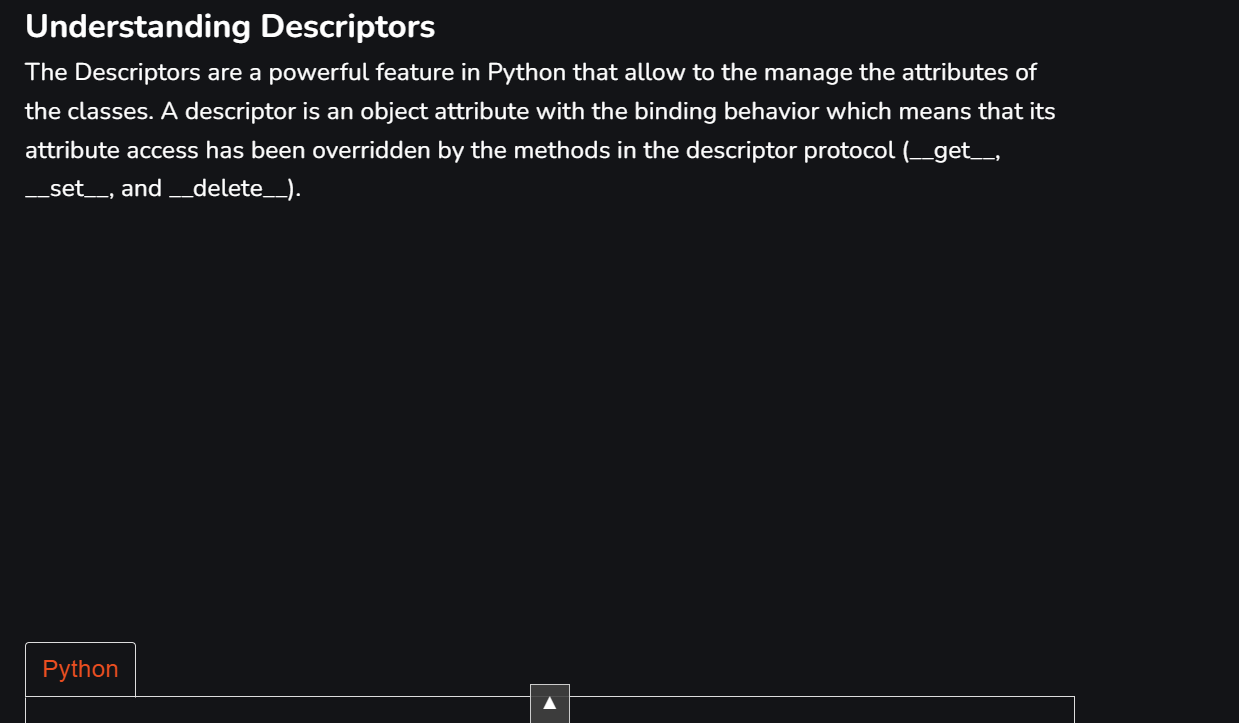 Understanding Descriptors
The Descriptors are a powerful feature in Python that allow to the manage the attributes of
the classes. A descriptor is an object attribute with the binding behavior which means that its
attribute access has been overridden by the methods in the descriptor protocol (__get__,
__set__, and __delete__).
Python
▲